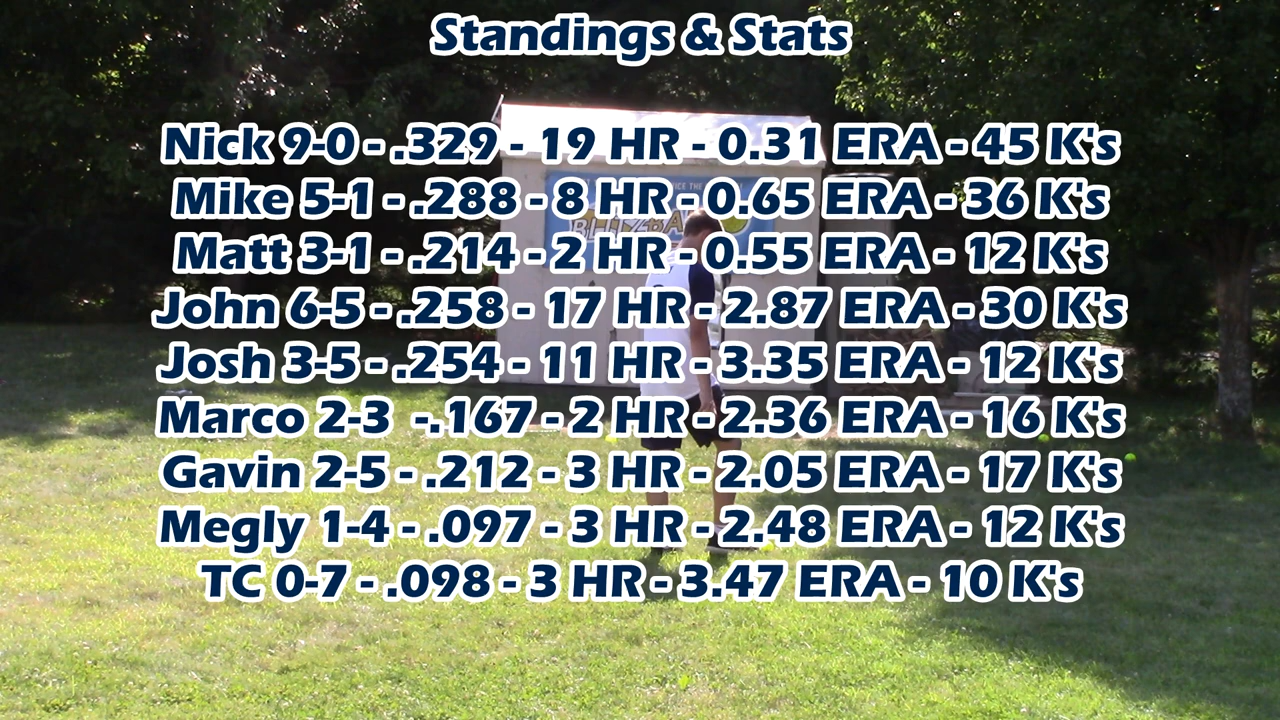 Standings & Stats
Nick 9-0 - .329 - 19 HR - 0.31 ERA - 45 K's
Mike 5-1 - .288 - 8 HR - 0.65 ERA - 36 K's
Matt 3-1 - .214 - 2 HR - 0.55 ERA - 12 K's
John 6-5 - .258 - 17 HR - 2.87 ERA - 30 K's
Josh 3-5 - .254 - 11 HR - 3.35 ERA - 12 K's
Marco 2-3  -.167 - 2 HR - 2.36 ERA - 16 K's
Gavin 2-5 - .212 - 3 HR - 2.05 ERA - 17 K's
Megly 1-4 - .097 - 3 HR - 2.48 ERA - 12 K's
TC 0-7 - .098 - 3 HR - 3.47 ERA - 10 K's